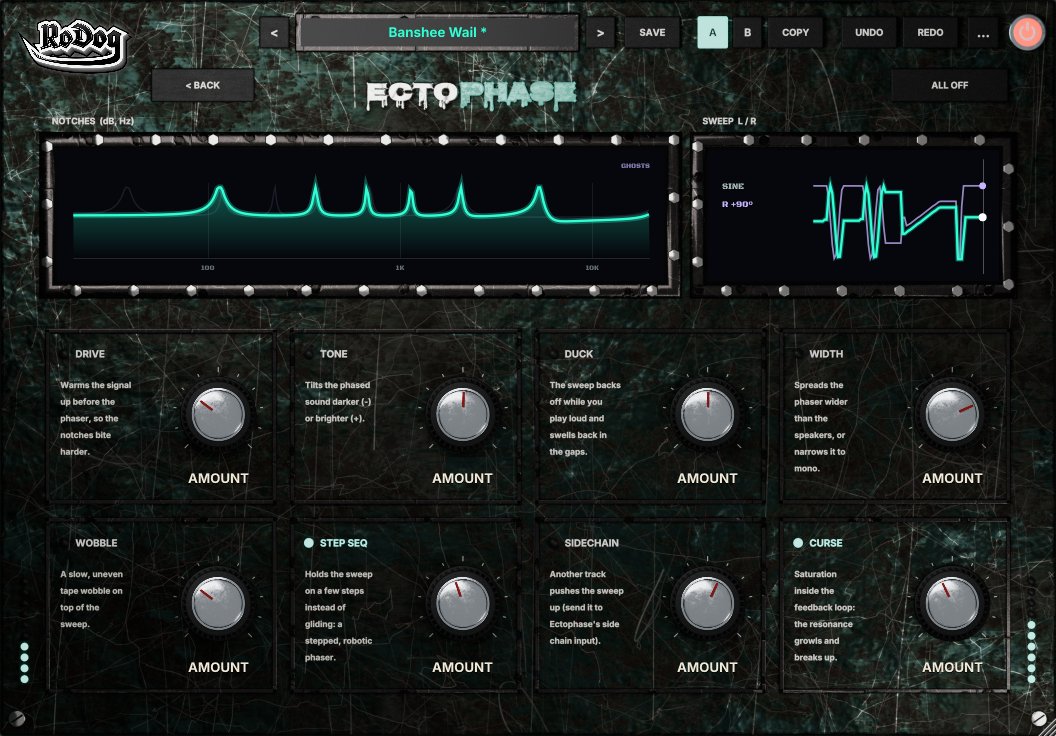 RoDog
<
Banshee Wail *
>
SAVE
A
B
COPY
UNDO
REDO
...
< BACK
ECTOPHASE
ALL OFF
NOTCHES (dB, Hz)
SWEEP L / R
GHOSTS
100
1K
10K
SINE
R +90°
DRIVE
Warms the signal
up before the
phaser, so the
notches bite
harder.
AMOUNT
TONE
Tilts the phased
sound darker (-)
or brighter (+).
AMOUNT
DUCK
The sweep backs
off while you
play loud and
swells back in
the gaps.
AMOUNT
WIDTH
Spreads the
phaser wider
than the
speakers, or
narrows it to
mono.
AMOUNT
WOBBLE
A slow, uneven
tape wobble on
top of the
sweep.
AMOUNT
STEP SEQ
Holds the sweep
on a few steps
instead of
gliding: a
stepped, robotic
phaser.
AMOUNT
SIDECHAIN
Another track
pushes the sweep
up (send it to
Ectophase's side
chain input).
AMOUNT
CURSE
Saturation
inside the
feedback loop:
the resonance
growls and
breaks up.
AMOUNT